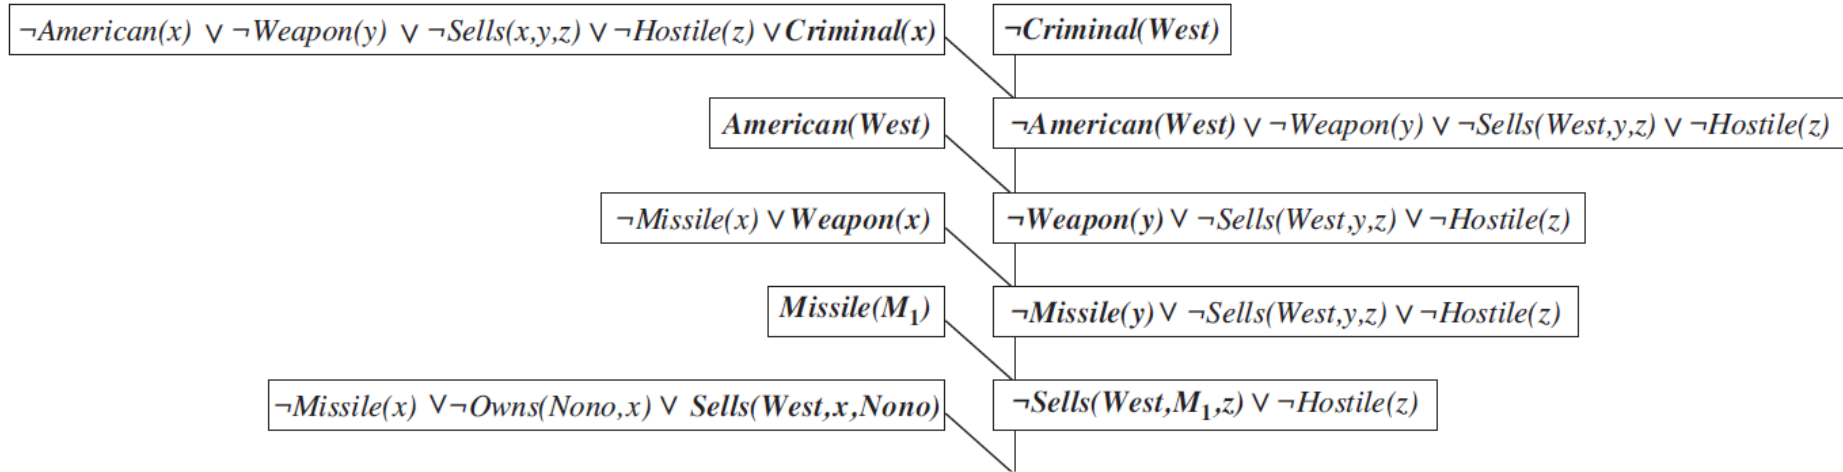 ¬American(x) ∨ ¬Weapon(y) ∨ ¬Sells(x,y,z) ∨ ¬Hostile(z) ∨ Criminal(x)
¬Criminal(West)
American(West)
¬American(West) ∨ ¬Weapon(y) ∨ ¬Sells(West,y,z) ∨ ¬Hostile(z)
¬Missile(x) ∨ Weapon(x)
¬Weapon(y) ∨ ¬Sells(West,y,z) ∨ ¬Hostile(z)
Missile(M₁)
¬Missile(y) ∨ ¬Sells(West,y,z) ∨ ¬Hostile(z)
¬Missile(x) ∨ ¬Owns(Nono,x) ∨ Sells(West,x,Nono)
¬Sells(West,M₁,z) ∨ ¬Hostile(z)